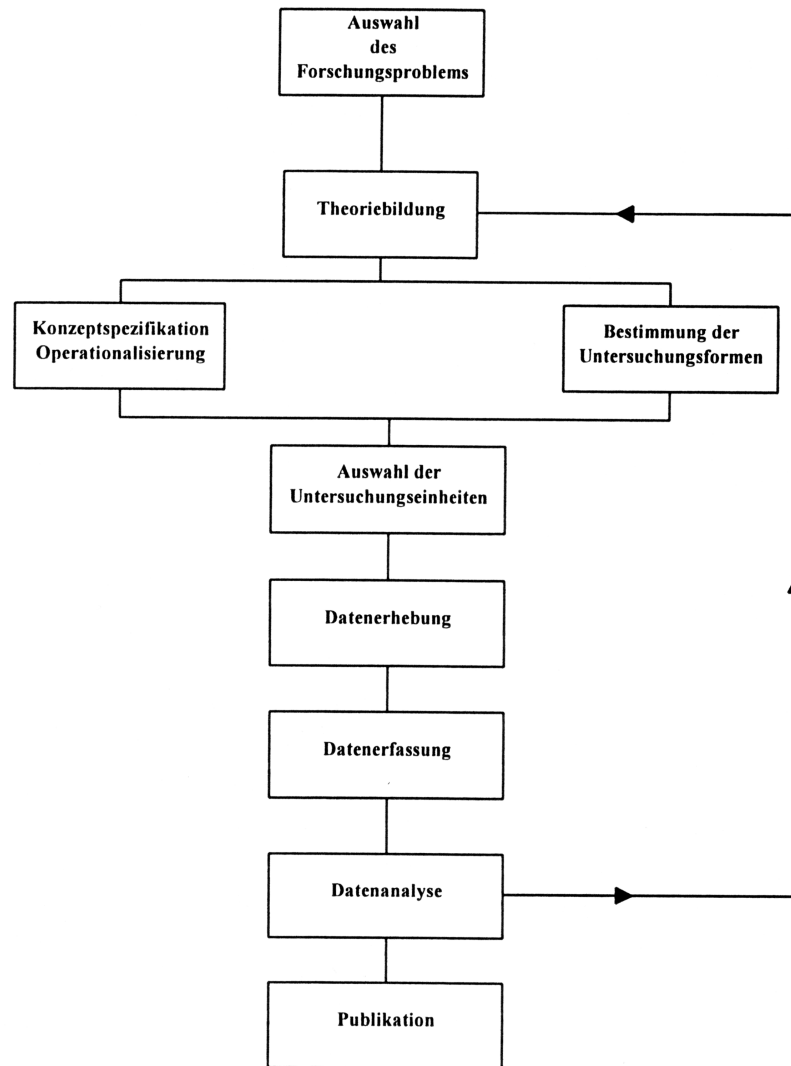 Auswahl
des
Forschungsproblems
Theoriebildung
Konzeptspezifikation
Operationalisierung
Bestimmung der
Untersuchungsformen
Auswahl der
Untersuchungseinheiten
Datenerhebung
Datenerfassung
Datenanalyse
Publikation